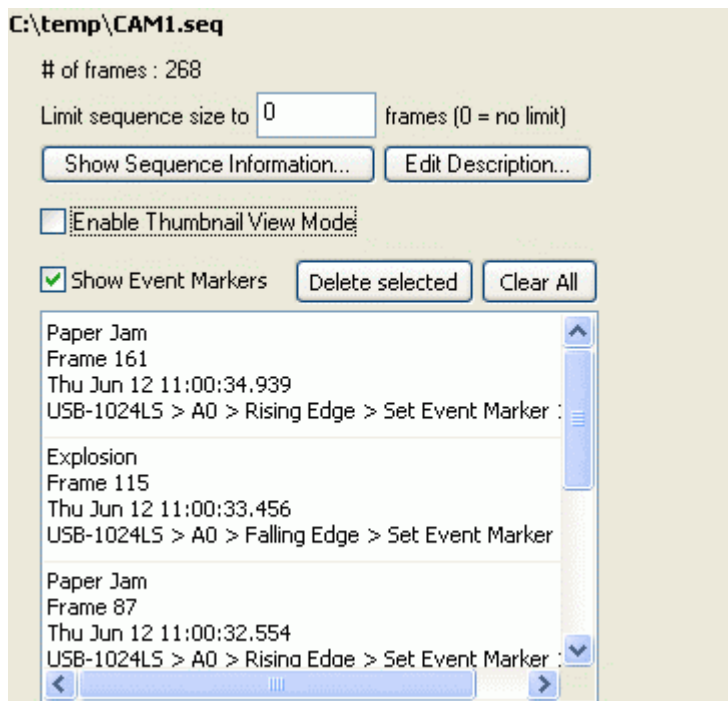 C:\temp\CAM1.seq
# of frames : 268
Limit sequence size to 0 frames (0 = no limit)
Show Sequence Information... Edit Description...
Enable Thumbnail View Mode
Show Event Markers Delete selected Clear All
Paper Jam
Frame 161
Thu Jun 12 11:00:34.939
USB-1024LS > A0 > Rising Edge > Set Event Marker
Explosion
Frame 115
Thu Jun 12 11:00:33.456
USB-1024LS > A0 > Falling Edge > Set Event Marker
Paper Jam
Frame 87
Thu Jun 12 11:00:32.554
USB-1024LS > A0 > Rising Edge > Set Event Marker